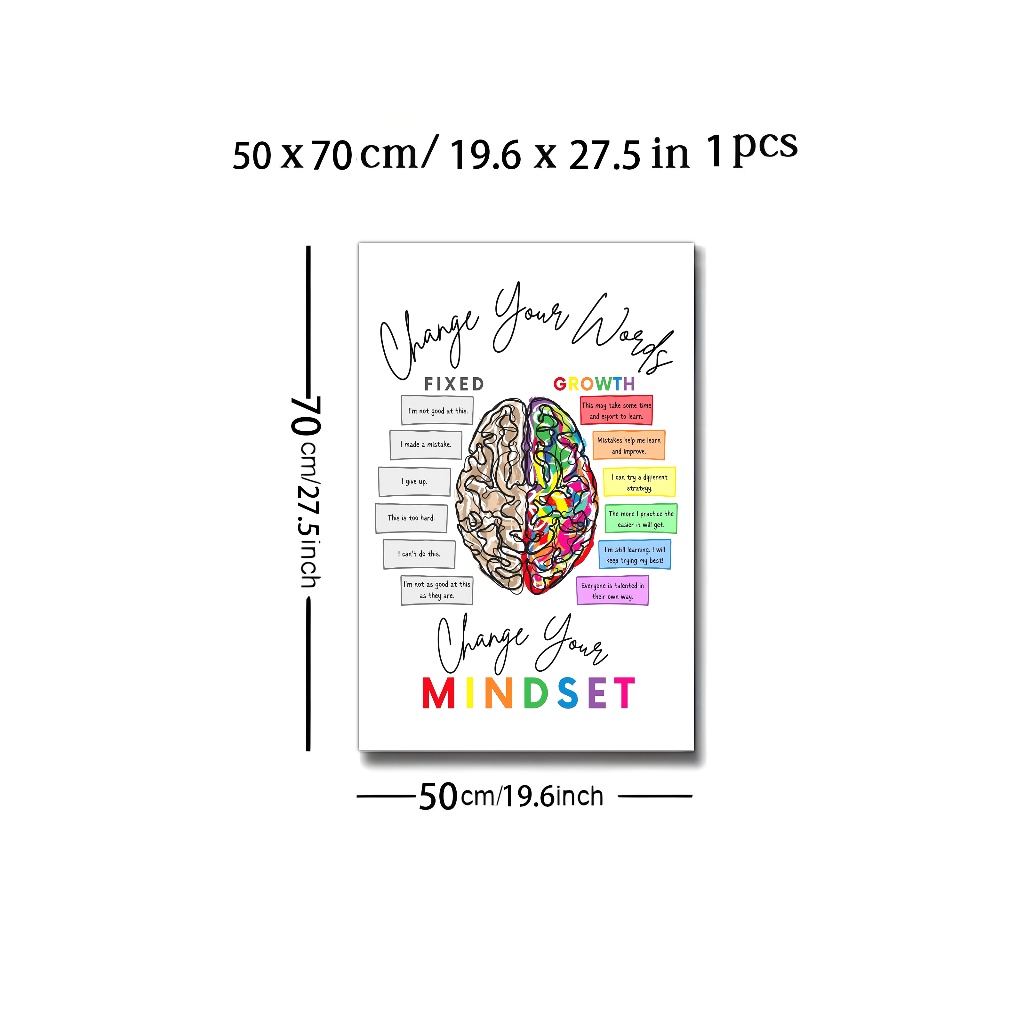 50 x 70 cm/ 19.6 x 27.5 in 1 pcs
70 cm/27.5 inch
Change Your Words
FIXED
GROWTH
I'm not good at this.
I made a mistake.
I give up.
This is too hard.
I can't do this.
I'm not as good at this
as they are.
This may take some time
and effort to learn.
Mistakes help me learn
and improve.
I can try a different
strategy.
The more I practice the
easier it will get.
I'm still learning. I will
keep trying my best!
Everyone is talented in
their own way.
Change Your
MINDSET
50cm/19.6inch